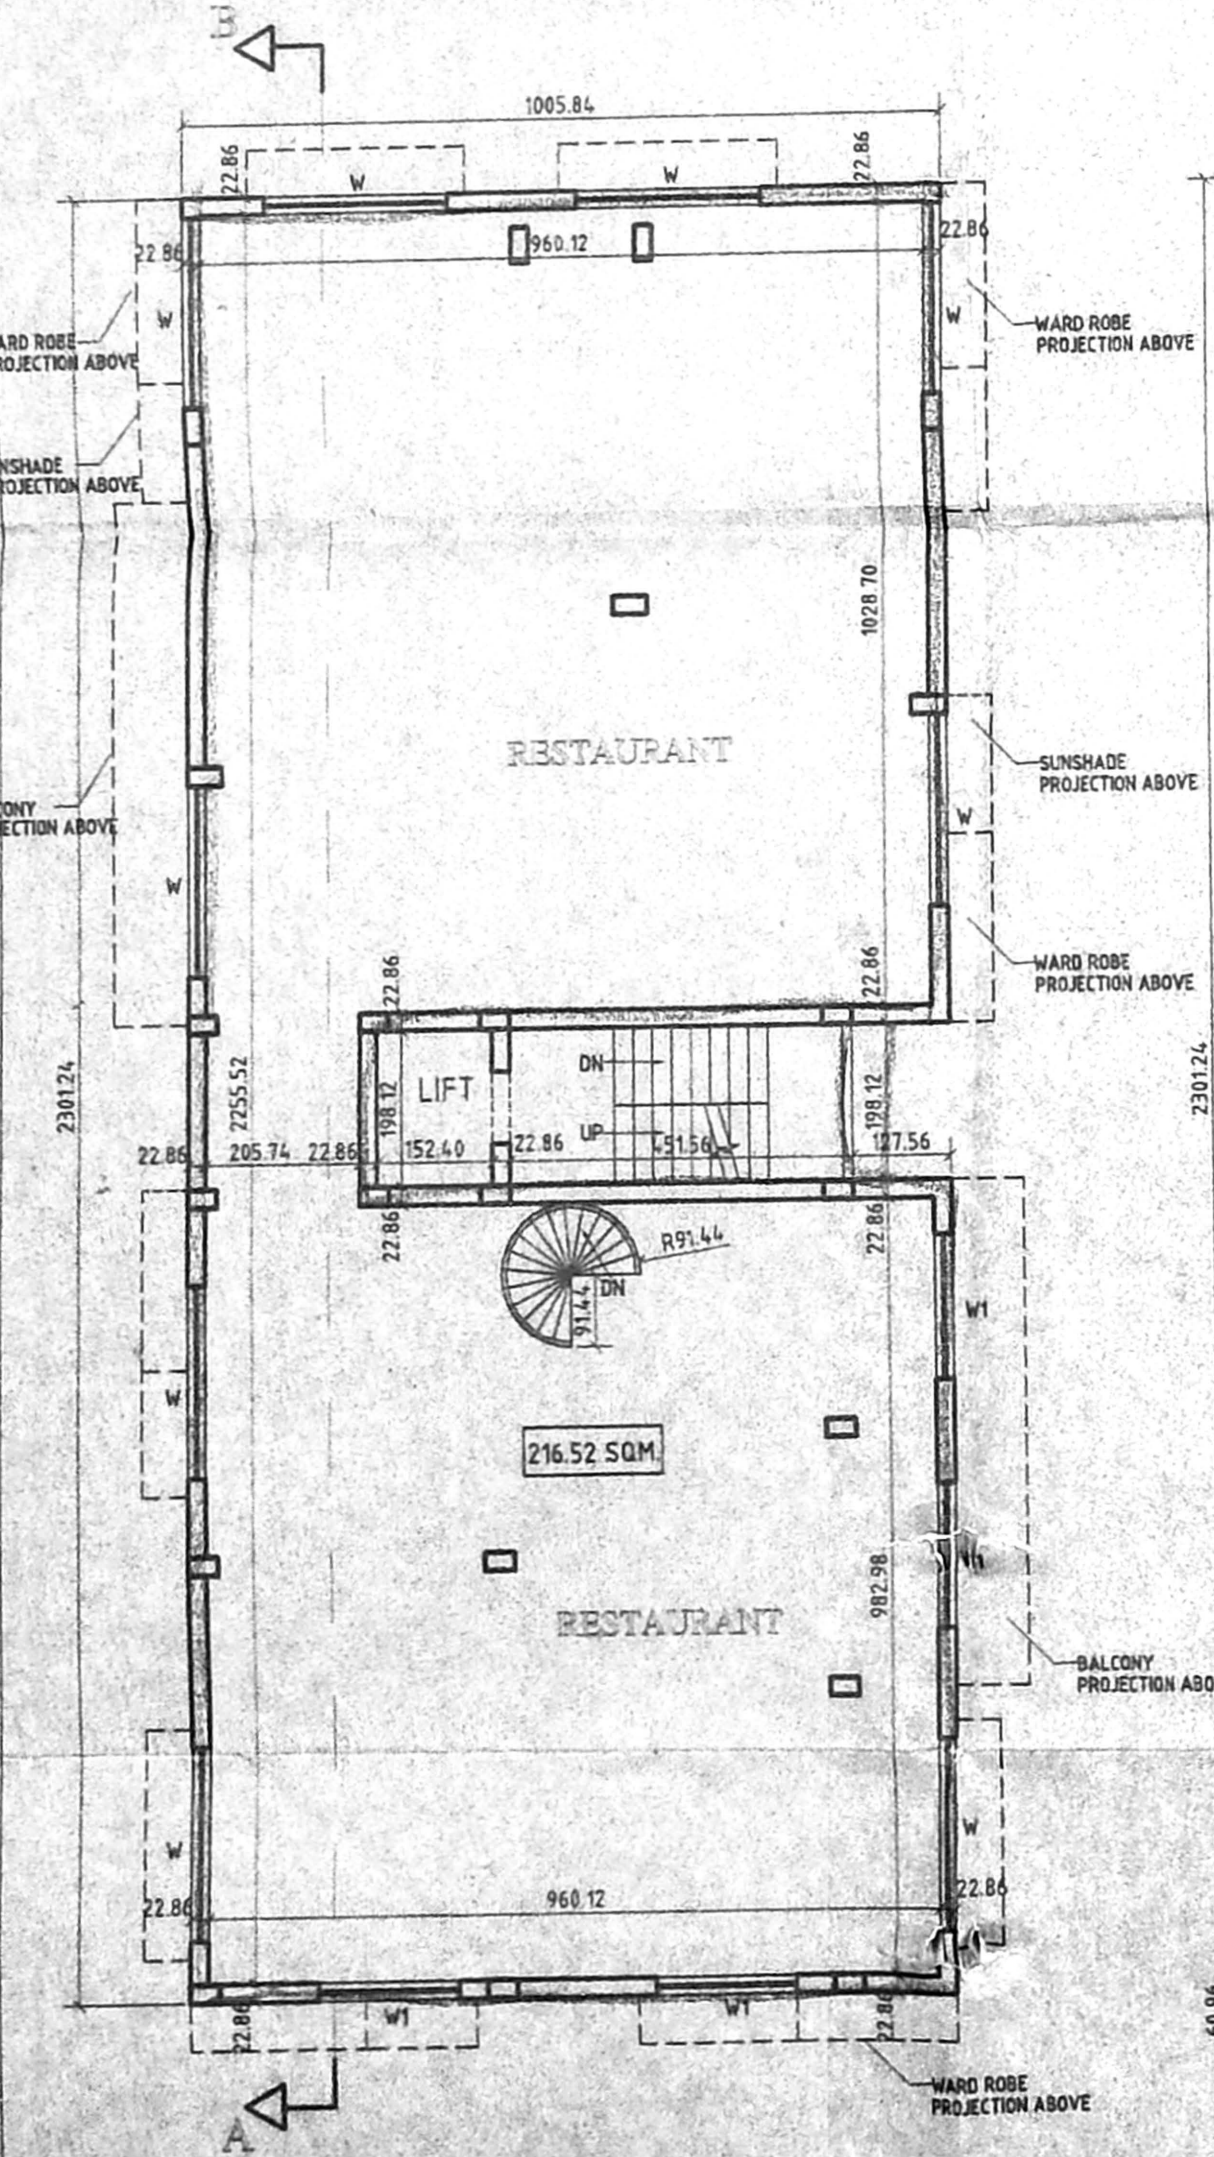 B
1005.84
22.86
W
W
22.86
22.86
960.12
22.86
W
W
ARD ROBE
ROJECTION ABOVE
WARD ROBE
PROJECTION ABOVE
NSHADE
ROJECTION ABOVE
1028.70
RESTAURANT
SUNSHADE
PROJECTION ABOVE
CONY
ECTION ABOVE
W
W
22.86
22.86
WARD ROBE
PROJECTION ABOVE
2301.24
2255.52
LIFT
198.12
DN
UP
198.12
2301.24
22.86
205.74
22.86
152.40
22.86
451.56
127.56
22.86
22.86
R91.44
DN
91.44
W1
W
216.52 SQM.
982.98
RESTAURANT
BALCONY
PROJECTION ABO
W
W
22.86
960.12
22.86
22.86
W1
W1
22.86
60.96
WARD ROBE
PROJECTION ABOVE
A